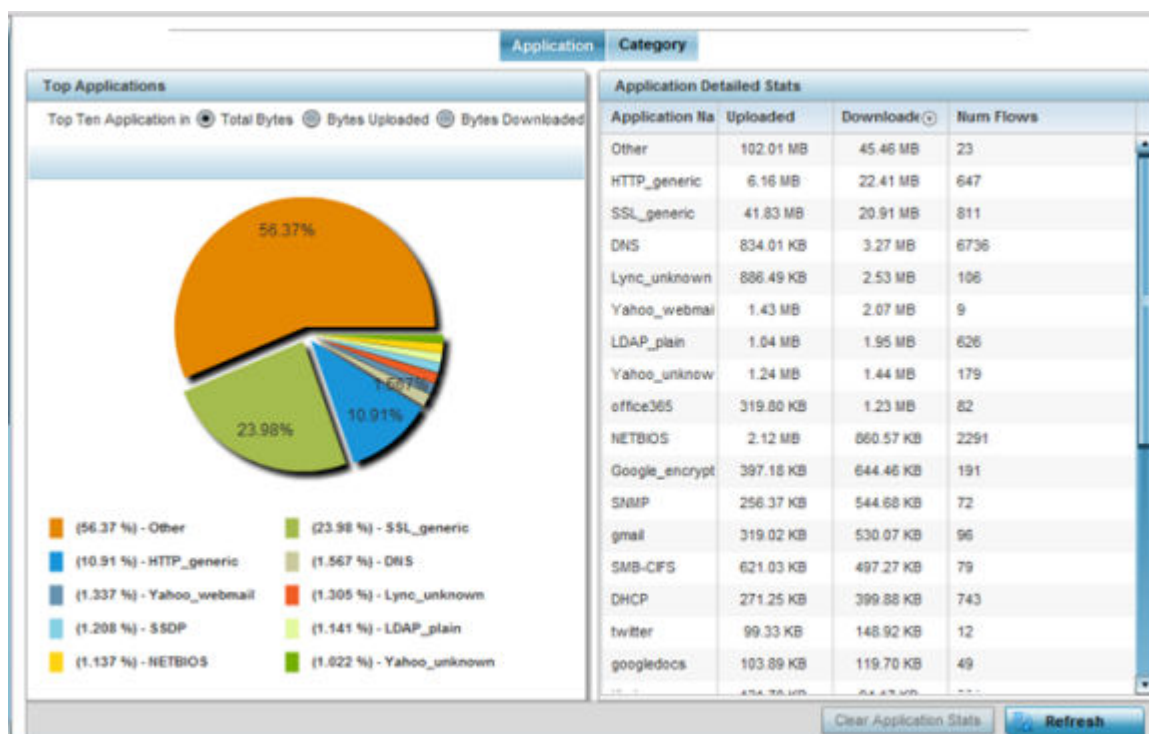 Application Category
Top Applications
Top Ten Application in Total Bytes Bytes Uploaded Bytes Downloaded
56.37%
23.98%
10.91%
1.567%
(56.37 %) - Other (23.98 %) - SSL_generic
(10.91 %) - HTTP_generic (1.567 %) - DNS
(1.337 %) - Yahoo_webmail (1.305 %) - Lync_unknown
(1.208 %) - SSDP (1.141 %) - LDAP_plain
(1.137 %) - NETBIOS (1.022 %) - Yahoo_unknown
Application Detailed Stats
Application Na Uploaded Downloade Num Flows
Other 102.01 MB 45.46 MB 23
HTTP_generic 6.16 MB 22.41 MB 647
SSL_generic 41.83 MB 20.91 MB 811
DNS 834.01 KB 3.27 MB 6736
Lync_unknown 886.49 KB 2.53 MB 106
Yahoo_webmai 1.43 MB 2.07 MB 9
LDAP_plain 1.04 MB 1.95 MB 626
Yahoo_unknow 1.24 MB 1.44 MB 179
office365 319.80 KB 1.23 MB 82
NETBIOS 2.12 MB 860.57 KB 2291
Google_encrypt 397.18 KB 644.46 KB 191
SNMP 256.37 KB 544.68 KB 72
gmail 319.02 KB 530.07 KB 96
SMB-CIFS 621.03 KB 497.27 KB 79
DHCP 271.25 KB 399.88 KB 743
twitter 99.33 KB 148.92 KB 12
googledocs 103.89 KB 119.70 KB 49
Clear Application Stats Refresh